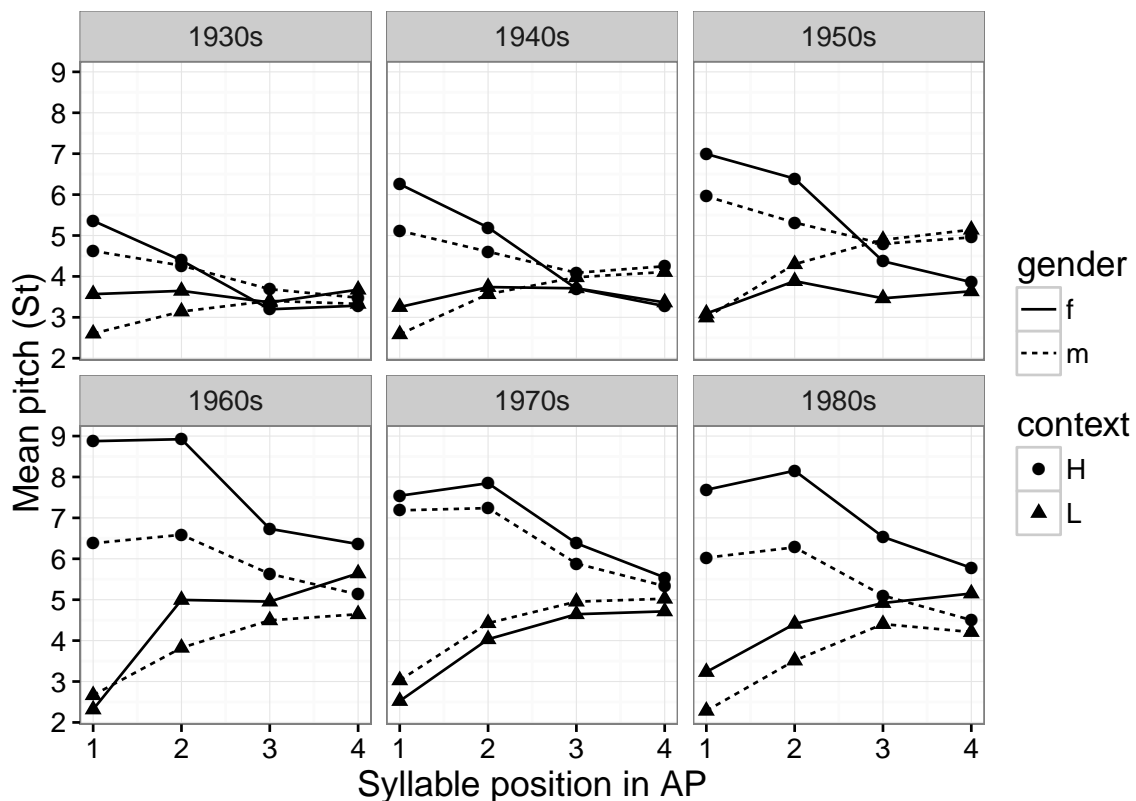 1930s
1940s
1950s
9
8
7
6
5
4
3
2
1960s
1970s
1980s
9
8
7
6
5
4
3
2
1 2 3 4
1 2 3 4
1 2 3 4
Mean pitch (St)
Syllable position in AP
gender
f
m
context
H
L